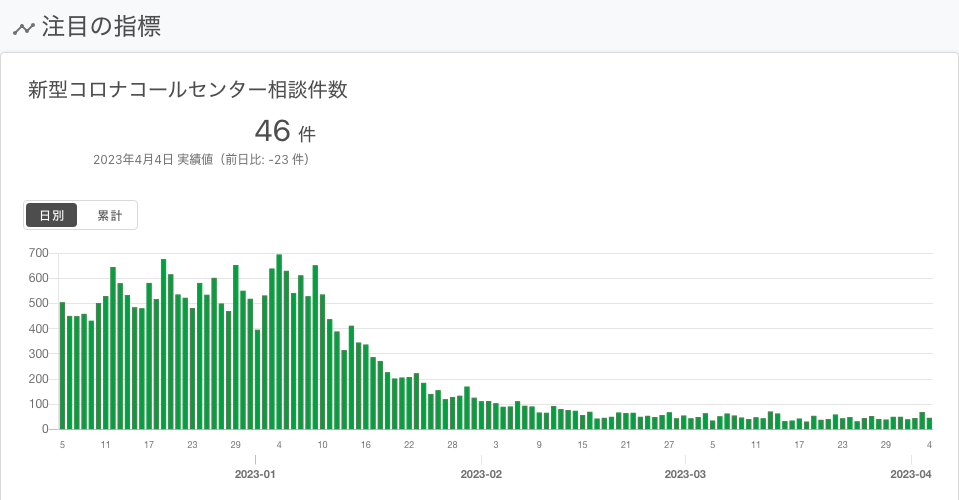 注目の指標
新型コロナコールセンター相談件数
46 件
2023年4月4日 実績値（前日比: -23 件）
日別 累計
700
600
500
400
300
200
100
0
5 11 17 23 29 4 10 16 22 28 3 9 15 21 27 5 11 17 23 29 4
2023-01 2023-02 2023-03 2023-04